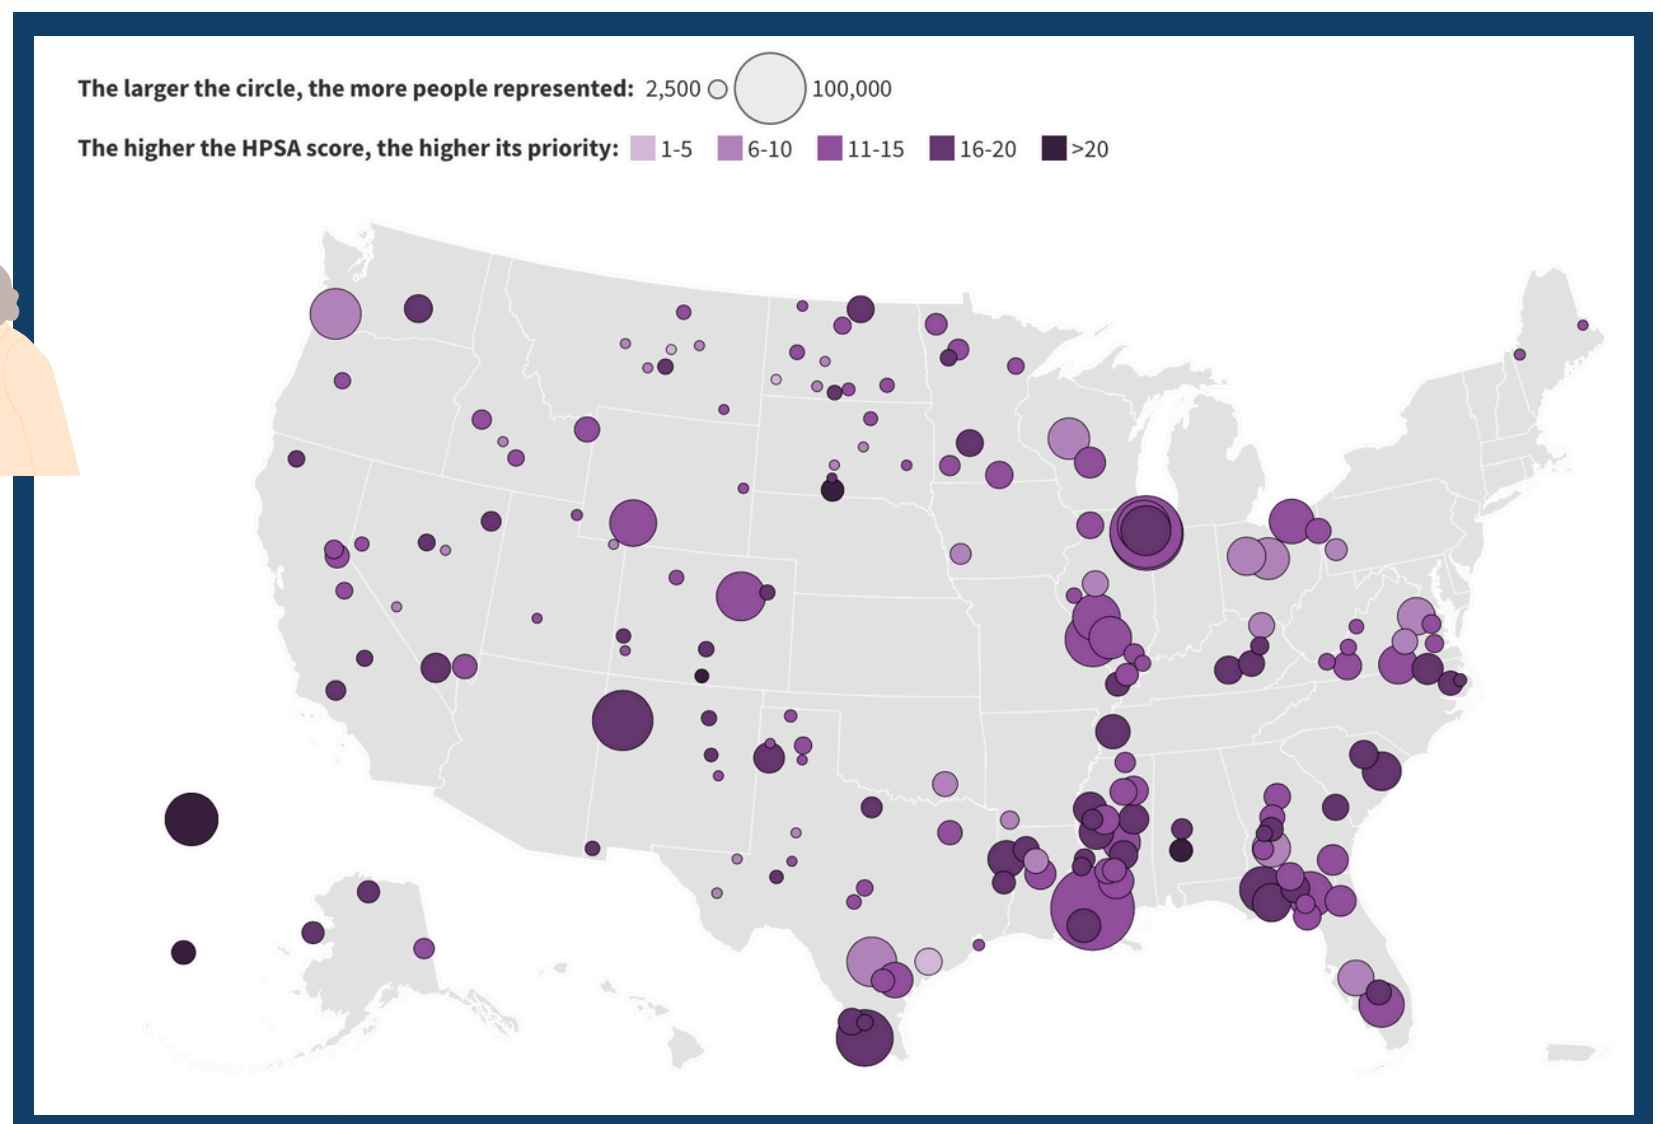 The larger the circle, the more people represented: 2,500 100,000
The higher the HPSA score, the higher its priority: 1-5 6-10 11-15 16-20 >20